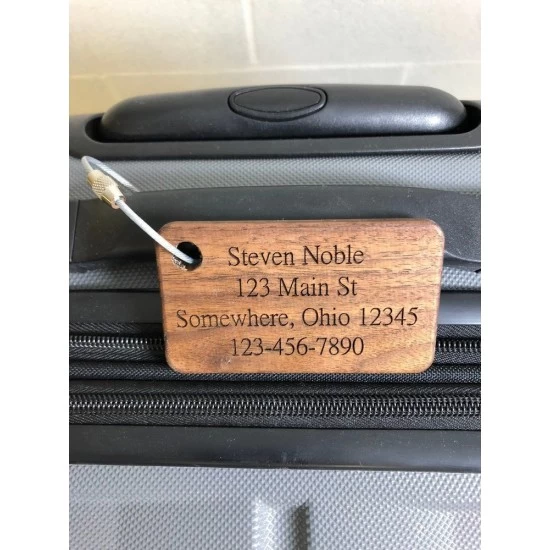 Steven Noble
123 Main St
Somewhere, Ohio 12345
123-456-7890